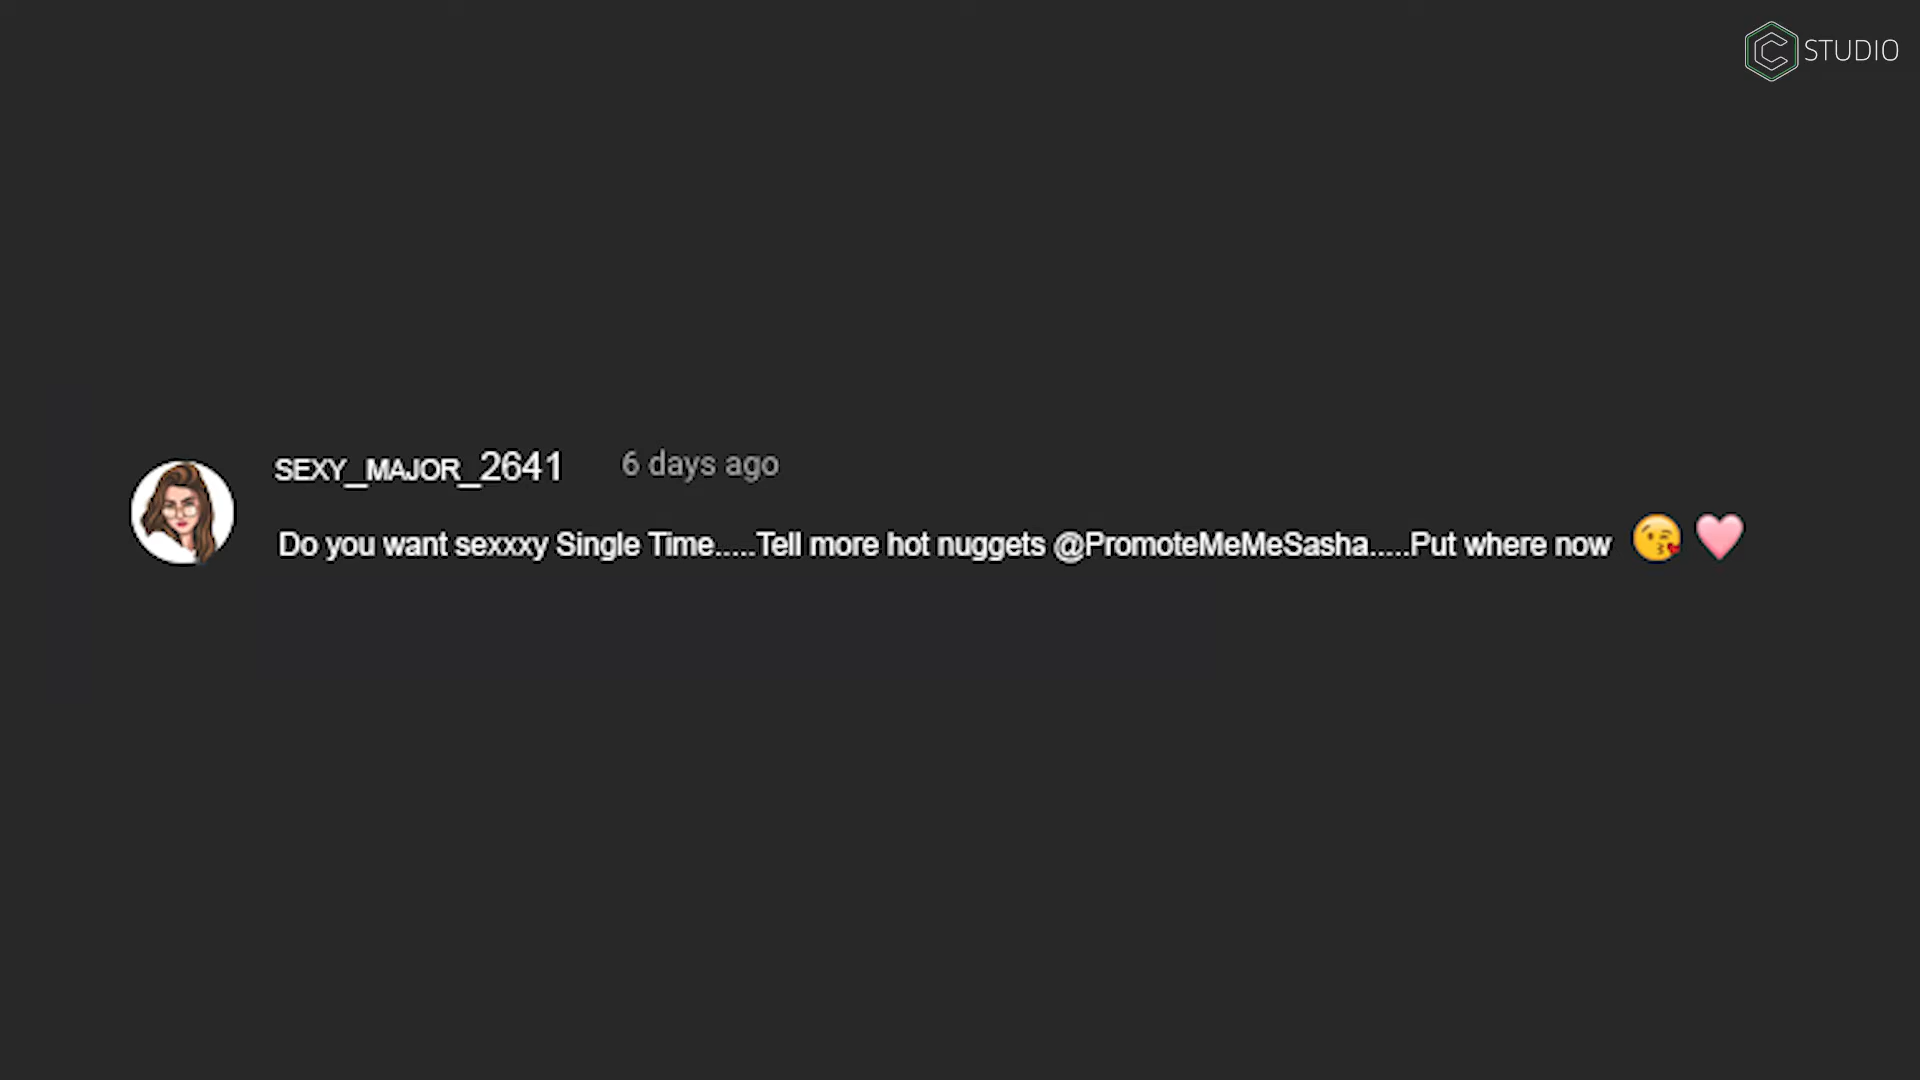 STUDIO
SEXY_MAJOR_2641 6 days ago
Do you want sexxxy Single Time.....Tell more hot nuggets @PromoteMeMeSasha.....Put where now 😘 🩷